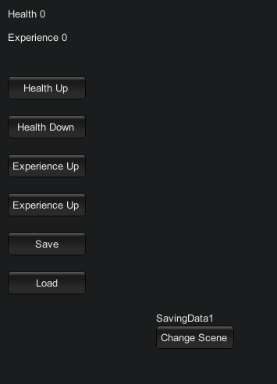 Health 0
Experience 0
Health Up
Health Down
Experience Up
Experience Up
Save
Load
SavingData1
Change Scene